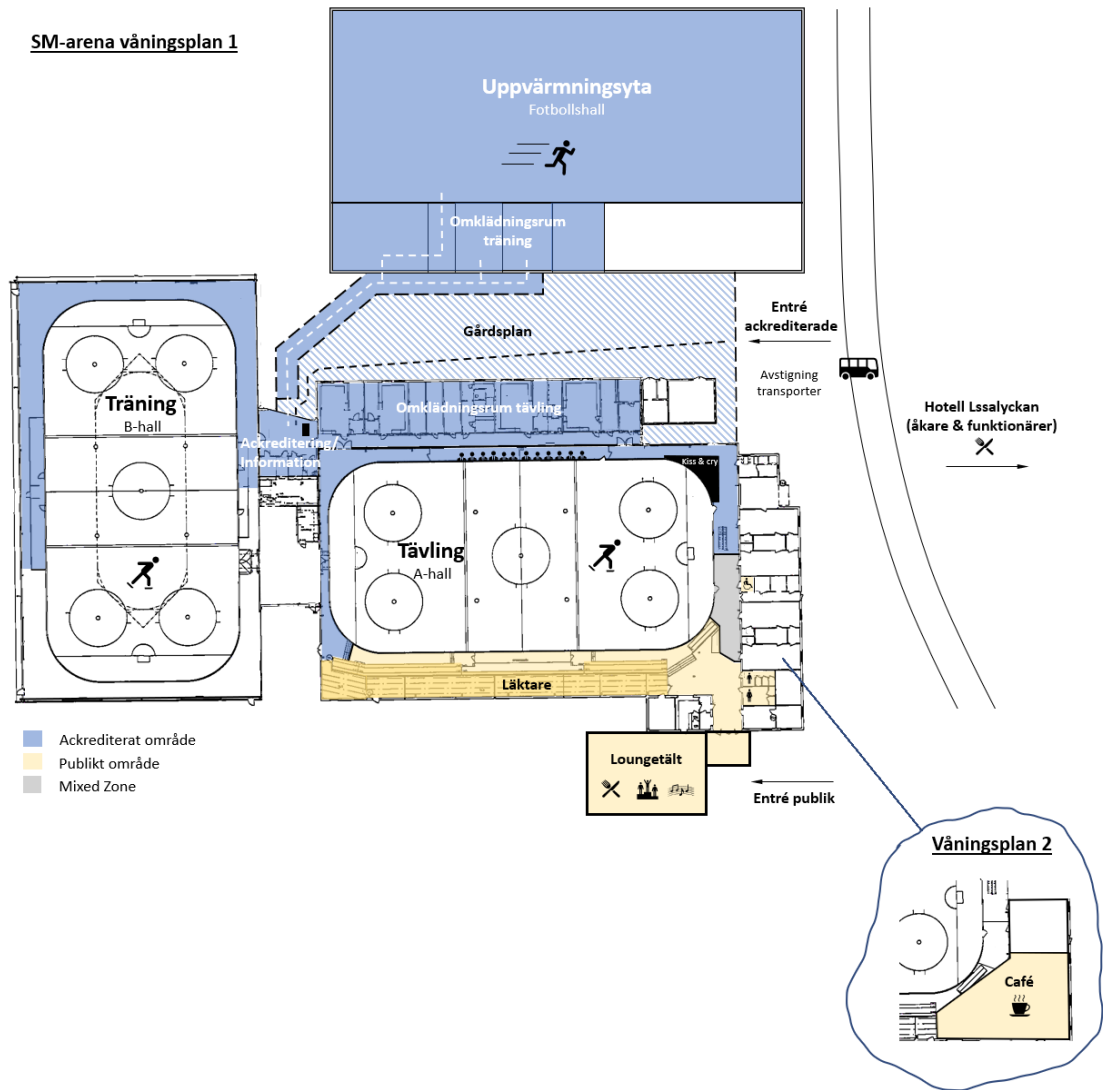 SM-arena våningsplan 1
Uppvärmningsyta
Fotbollshall
Omklädningsrum
träning
Entré
ackrediterade
Gårdsplan
Avstigning
transporter
Hotell Lssalyckan
(åkare & funktionärer)
Träning
B-hall
Omklädningsrum tävling
Ackreditering/
Information
Kiss & cry
Tävling
A-hall
Läktare
Ackrediterat område
Publikt område
Mixed Zone
Loungetält
Entré publik
Våningsplan 2
Café